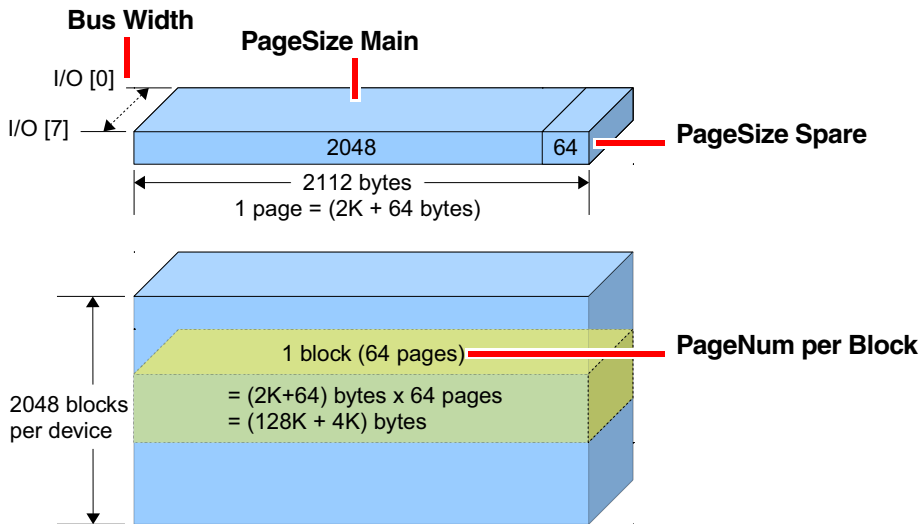 Bus Width
PageSize Main
I/O [0]
I/O [7]
2048
64
PageSize Spare
2112 bytes
1 page = (2K + 64 bytes)
1 block (64 pages)
PageNum per Block
= (2K+64) bytes x 64 pages
= (128K + 4K) bytes
2048 blocks
per device